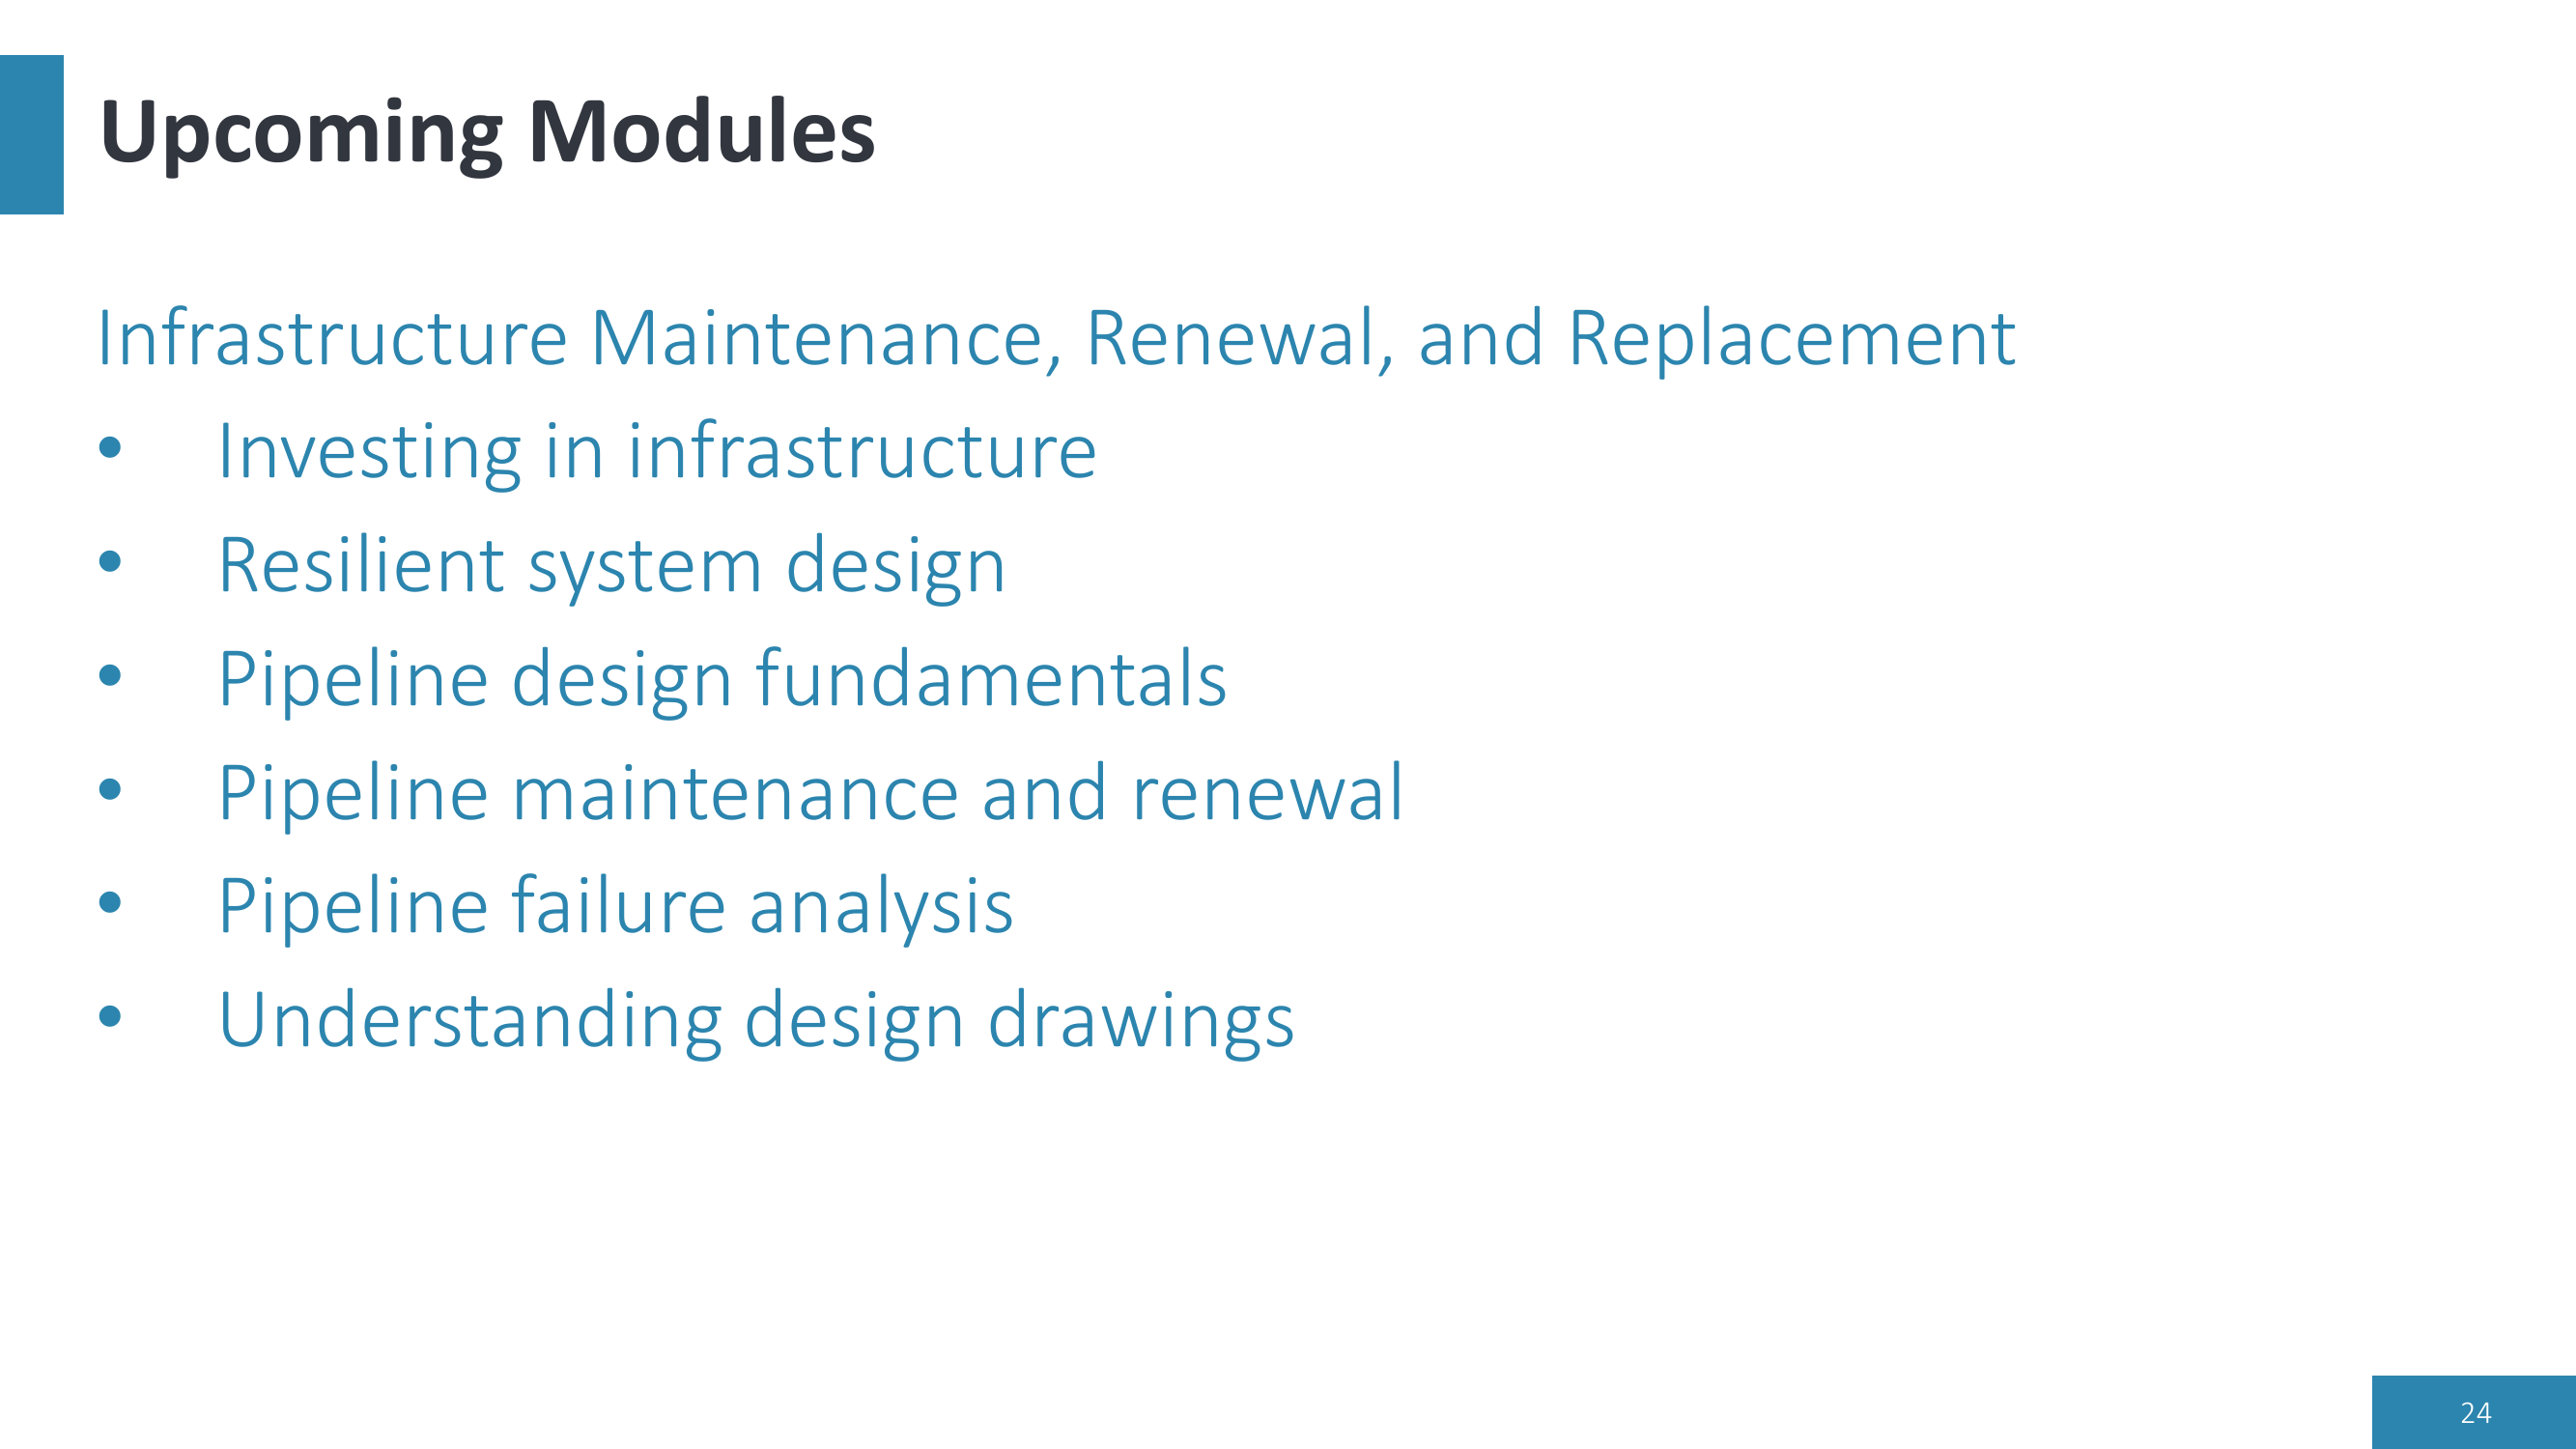 Upcoming Modules
Infrastructure Maintenance, Renewal, and Replacement
• Investing in infrastructure
• Resilient system design
• Pipeline design fundamentals
• Pipeline maintenance and renewal
• Pipeline failure analysis
• Understanding design drawings
24